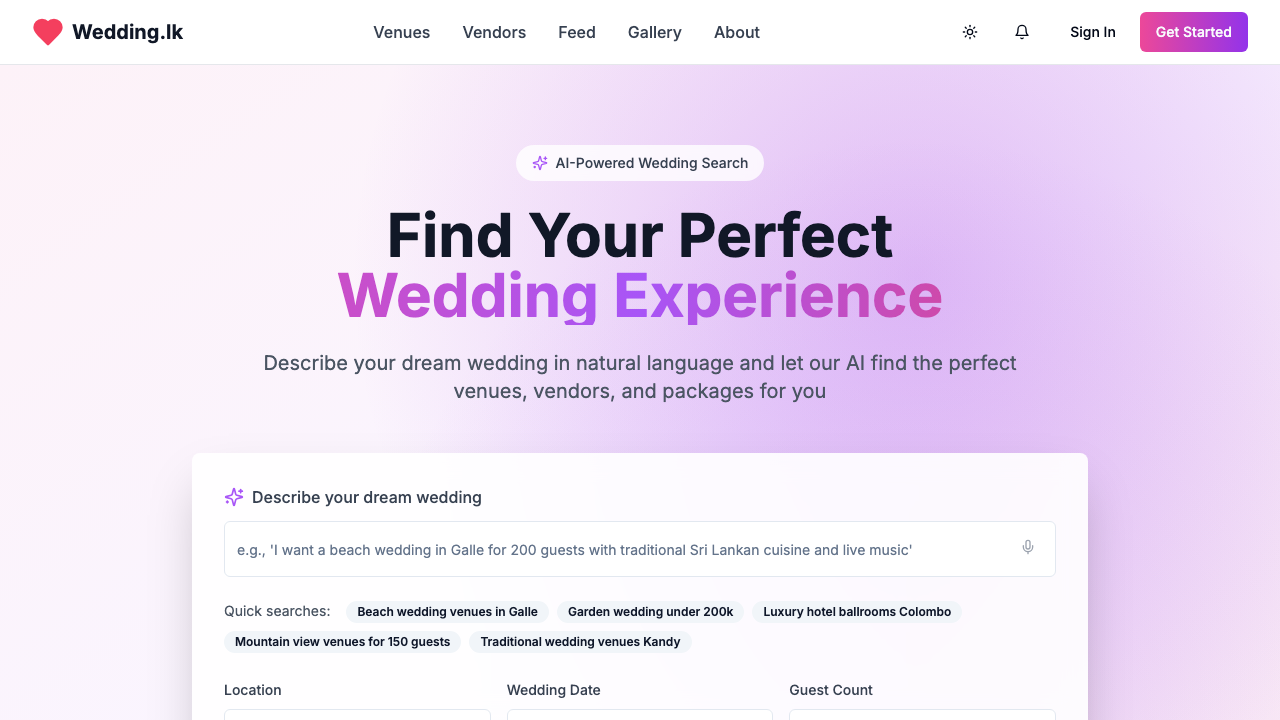 Wedding.lk
Venues
Vendors
Feed
Gallery
About
Sign In
Get Started
AI-Powered Wedding Search
Find Your Perfect
Wedding Experience
Describe your dream wedding in natural language and let our AI find the perfect
venues, vendors, and packages for you
Describe your dream wedding
e.g., 'I want a beach wedding in Galle for 200 guests with traditional Sri Lankan cuisine and live music'
Quick searches:
Beach wedding venues in Galle
Garden wedding under 200k
Luxury hotel ballrooms Colombo
Mountain view venues for 150 guests
Traditional wedding venues Kandy
Location
Wedding Date
Guest Count